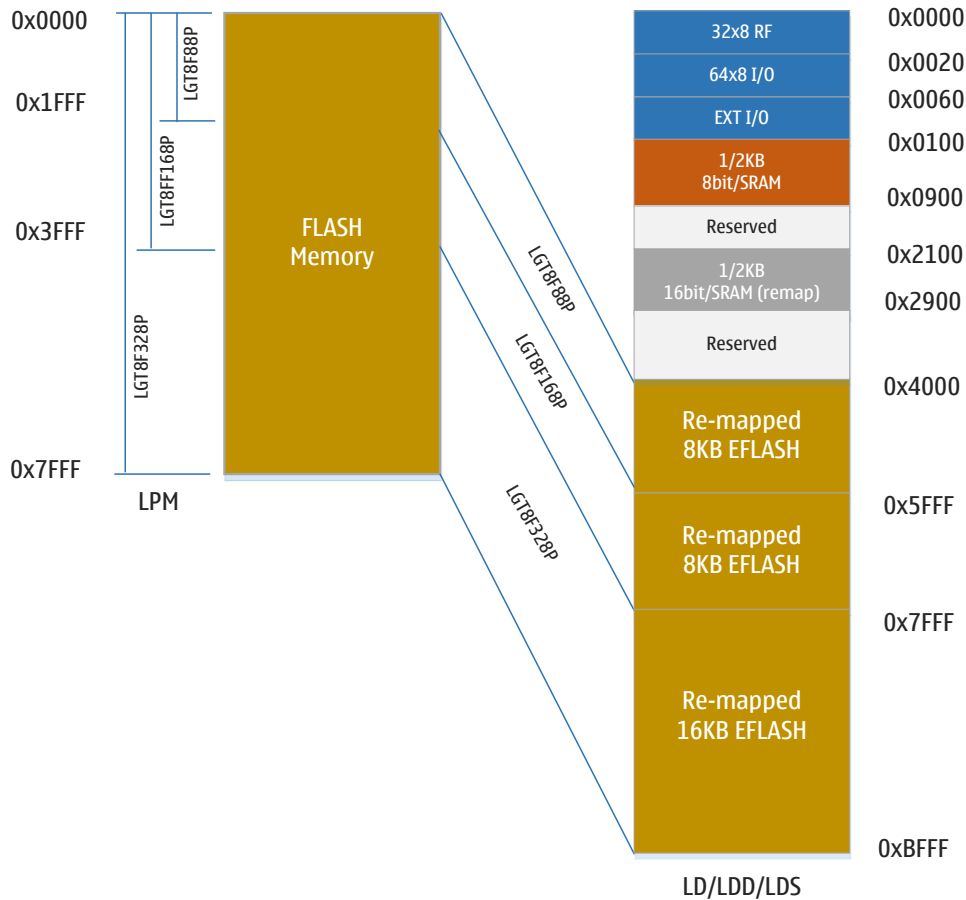 0x0000
0x1FFF
0x3FFF
0x7FFF
LGT8F88P
LGT8FF168P
LGT8F328P
LPM
FLASH
Memory
LGT8F88P
LGT8F168P
LGT8F328P
32x8 RF
64x8 I/O
EXT I/O
1/2KB
8bit/SRAM
Reserved
1/2KB
16bit/SRAM (remap)
Reserved
Re-mapped
8KB EFLASH
Re-mapped
8KB EFLASH
Re-mapped
16KB EFLASH
LD/LDD/LDS
0x0000
0x0020
0x0060
0x0100
0x0900
0x2100
0x2900
0x4000
0x5FFF
0x7FFF
0xBFFF